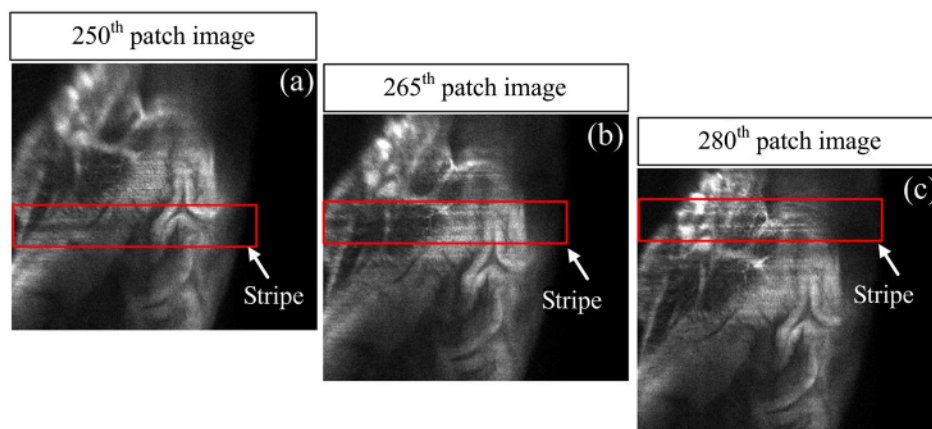 250th patch image
(a)
Stripe
265th patch image
(b)
Stripe
280th patch image
(c)
Stripe